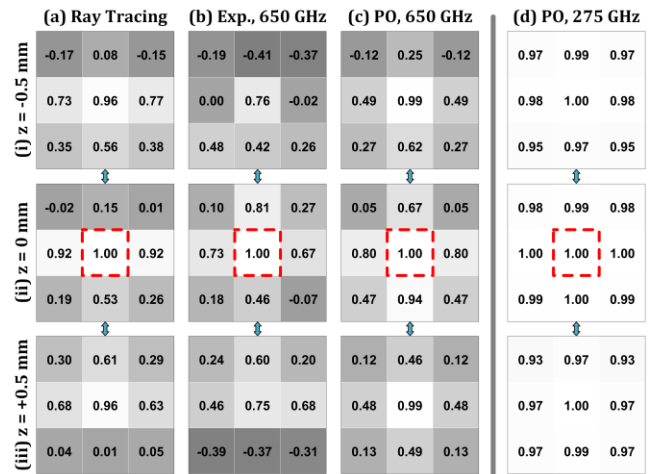 (a) Ray Tracing (b) Exp., 650 GHz (c) PO, 650 GHz (d) PO, 275 GHz
(i) z = -0.5 mm
-0.17 0.08 -0.15 -0.19 -0.41 -0.37 -0.12 0.25 -0.12 0.97 0.99 0.97
0.73 0.96 0.77 0.00 0.76 -0.02 0.49 0.99 0.49 0.98 1.00 0.98
0.35 0.56 0.38 0.48 0.42 0.26 0.27 0.62 0.27 0.95 0.97 0.95
(ii) z = 0 mm
-0.02 0.15 0.01 0.10 0.81 0.27 0.05 0.67 0.05 0.98 0.99 0.98
0.92 1.00 0.92 0.73 1.00 0.67 0.80 1.00 0.80 1.00 1.00 1.00
0.19 0.53 0.26 0.18 0.46 -0.07 0.47 0.94 0.47 0.99 1.00 0.99
(iii) z = +0.5 mm
0.30 0.61 0.29 0.24 0.60 0.20 0.12 0.46 0.12 0.93 0.97 0.93
0.68 0.96 0.63 0.46 0.75 0.68 0.48 0.99 0.48 0.97 1.00 0.97
0.04 0.01 0.05 -0.39 -0.37 -0.31 0.13 0.49 0.13 0.97 0.99 0.97